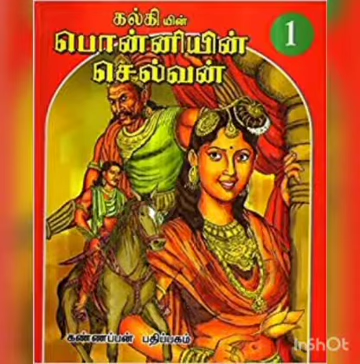 கல்கி யின்
பொன்னியின்
செல்வன்
1
கண்ணப்பன் பதிப்பகம்
InShOt